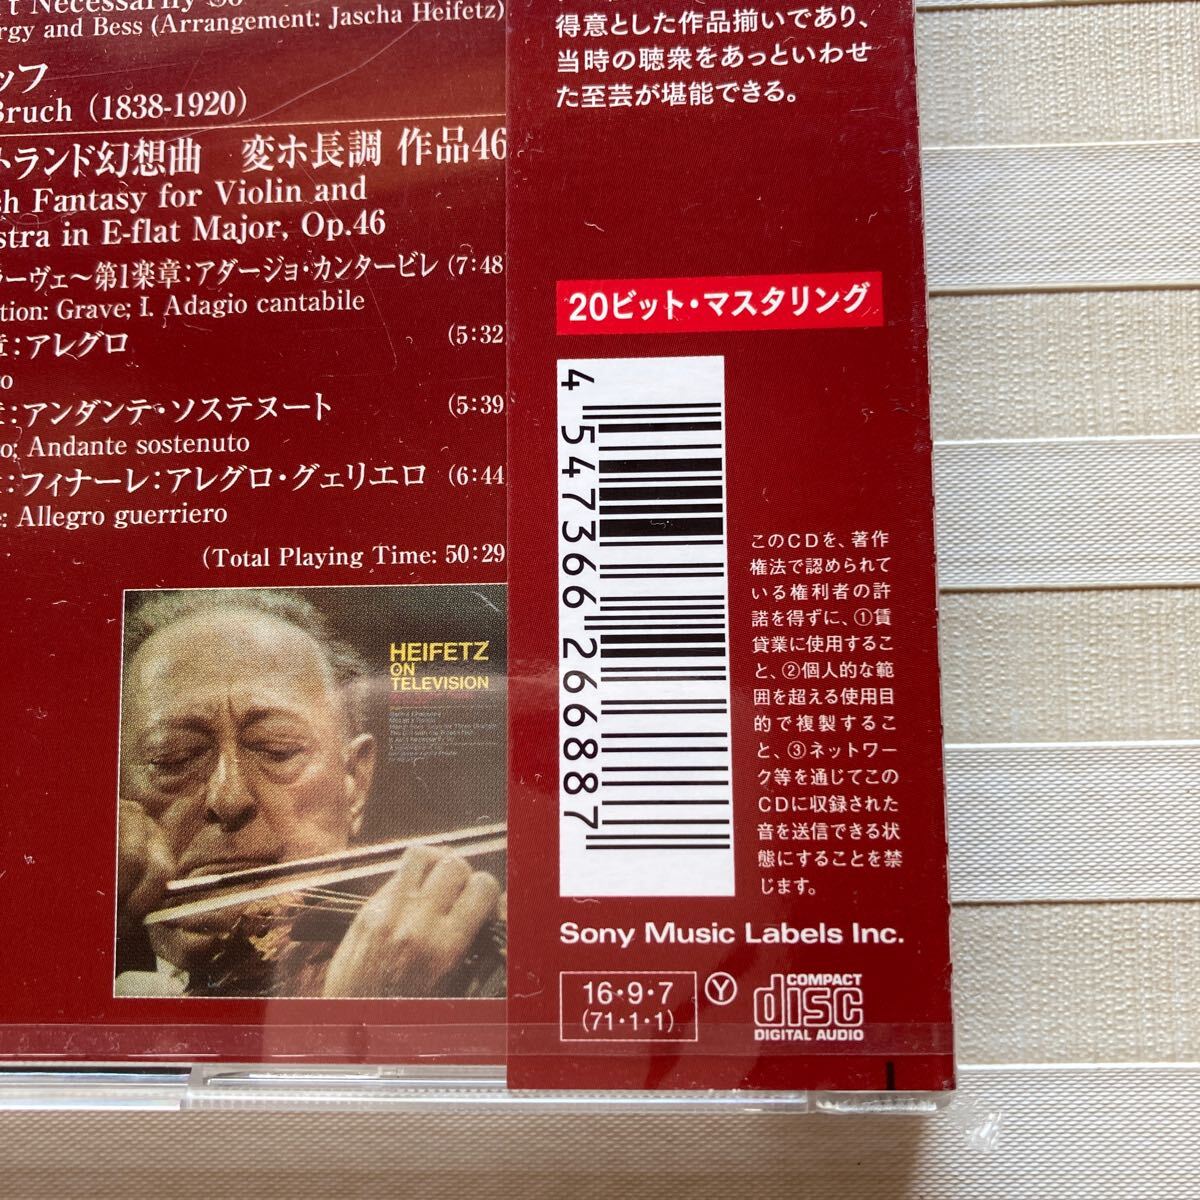 Necessarily So
and Bess (Arrangement: Jascha Heifetz)
ッフ
Bruch (1838-1920)
トランド幻想曲 変ホ長調 作品46
Fantasy for Violin and
in E-flat Major, Op.46
ラーヴェ〜第1楽章：アダージョ・カンタービレ (7:48
Grave; I. Adagio cantabile
章：アレグロ (5:32
章：アンダンテ・ソステヌート (5:39
Andante sostenuto
章：フィナーレ：アレグロ・グェリエロ (6:44
Allegro guerriero
(Total Playing Time: 50:29
HEIFETZ
ON
TELEVISION
得意とした作品揃いであり、
当時の聴衆をあっといわせ
た至芸が堪能できる。
20ビット・マスタリング
4 547366 266887
このCDを、著作
権法で認められて
いる権利者の許
諾を得ずに、①賃
貸業に使用するこ
と、②個人的な範
囲を超える使用目
的で複製するこ
と、③ネットワー
ク等を通じてこの
CDに収録された
音を送信できる状
態にすることを禁
じます。
Sony Music Labels Inc.
16・9・7
(71・1・1)
Y
COMPACT
disc
DIGITAL AUDIO